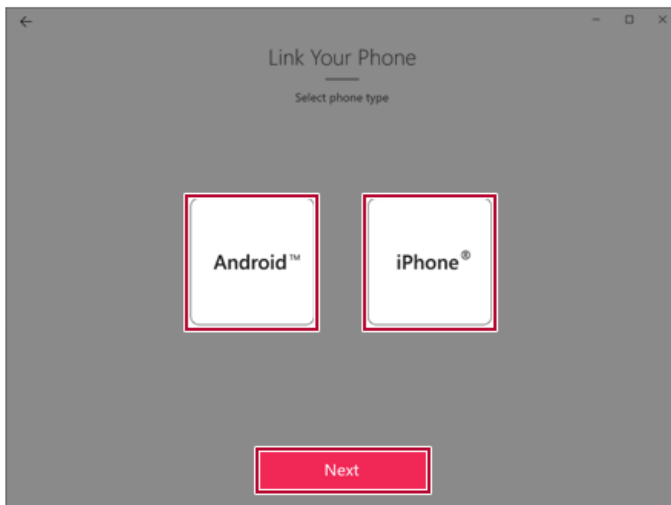 Link Your Phone
Select phone type
Android™
iPhone®
Next